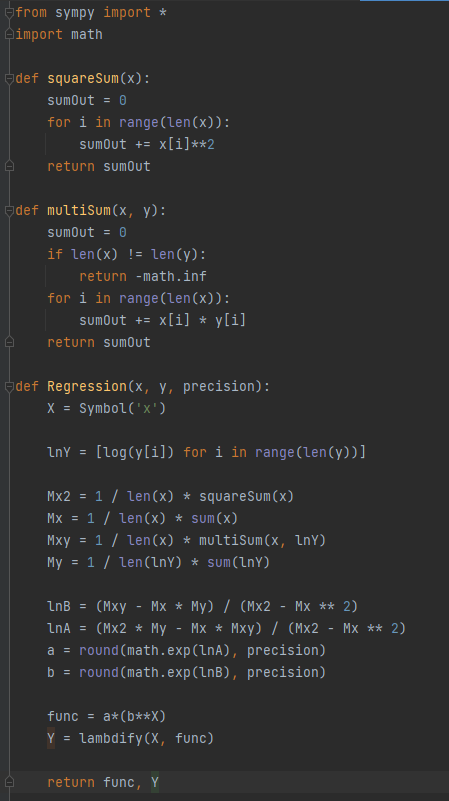 from sympy import *
import math
def squareSum(x):
    sumOut = 0
    for i in range(len(x)):
        sumOut += x[i]**2
    return sumOut
def multiSum(x, y):
    sumOut = 0
    if len(x) != len(y):
        return -math.inf
    for i in range(len(x)):
        sumOut += x[i] * y[i]
    return sumOut
def Regression(x, y, precision):
    X = Symbol('x')
    lnY = [log(y[i]) for i in range(len(y))]
    Mx2 = 1 / len(x) * squareSum(x)
    Mx = 1 / len(x) * sum(x)
    Mxy = 1 / len(x) * multiSum(x, lnY)
    My = 1 / len(lnY) * sum(lnY)
    lnB = (Mxy - Mx * My) / (Mx2 - Mx ** 2)
    lnA = (Mx2 * My - Mx * Mxy) / (Mx2 - Mx ** 2)
    a = round(math.exp(lnA), precision)
    b = round(math.exp(lnB), precision)
    func = a*(b**X)
    Y = lambdify(X, func)
    return func, Y